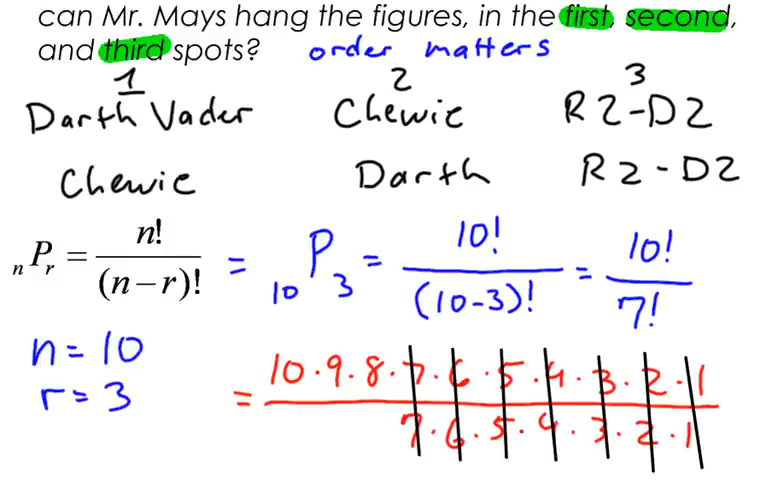 can Mr. Mays hang the figures, in the first, second,
and third spots? order matters
1 2 3
Darth Vader Chewie R2-D2
Chewie Darth R2-D2
nPr = n!/(n-r)! = 10P3 = 10!/(10-3)! = 10!/7!
n = 10
r = 3
= 10·9·8·7·6·5·4·3·2·1 / 7·6·5·4·3·2·1